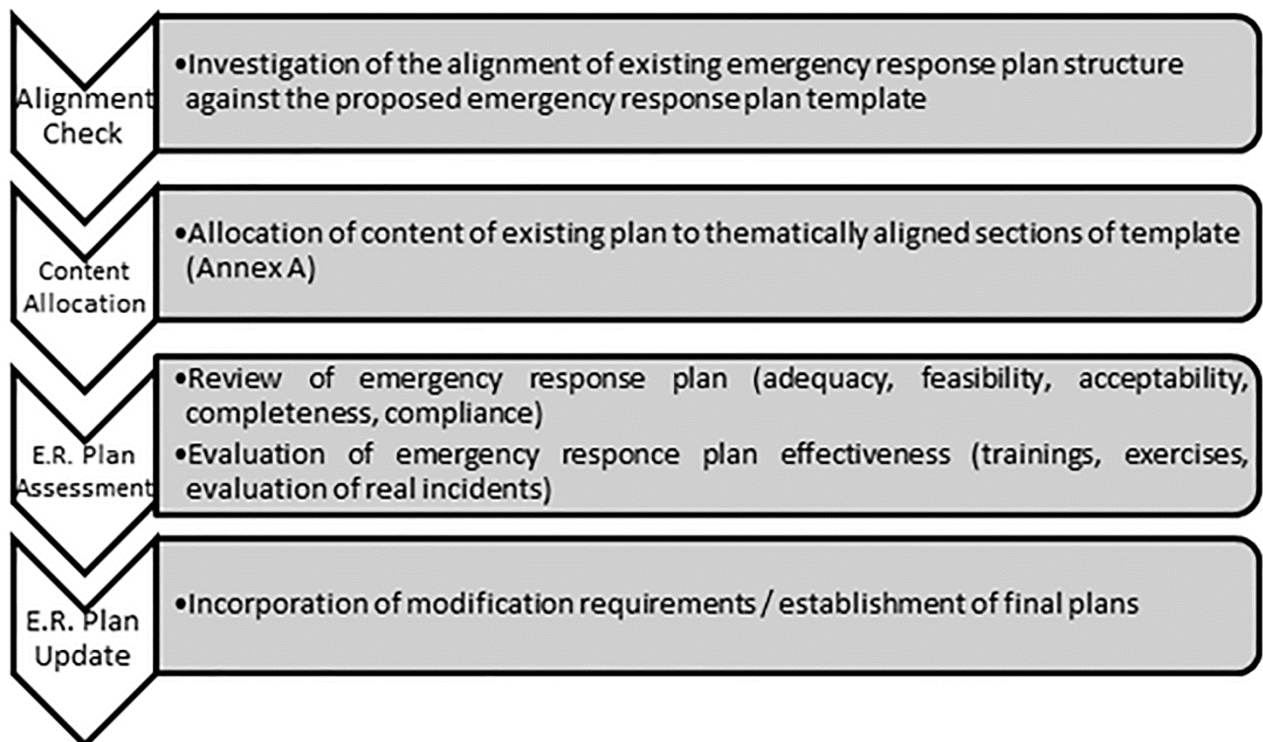 Alignment
Check
•Investigation of the alignment of existing emergency response plan structure
against the proposed emergency response plan template
Content
Allocation
•Allocation of content of existing plan to thematically aligned sections of template
(Annex A)
E.R. Plan
Assessment
•Review of emergency response plan (adequacy, feasibility, acceptability,
completeness, compliance)
•Evaluation of emergency responce plan effectiveness (trainings, exercises,
evaluation of real incidents)
E.R. Plan
Update
•Incorporation of modification requirements / establishment of final plans